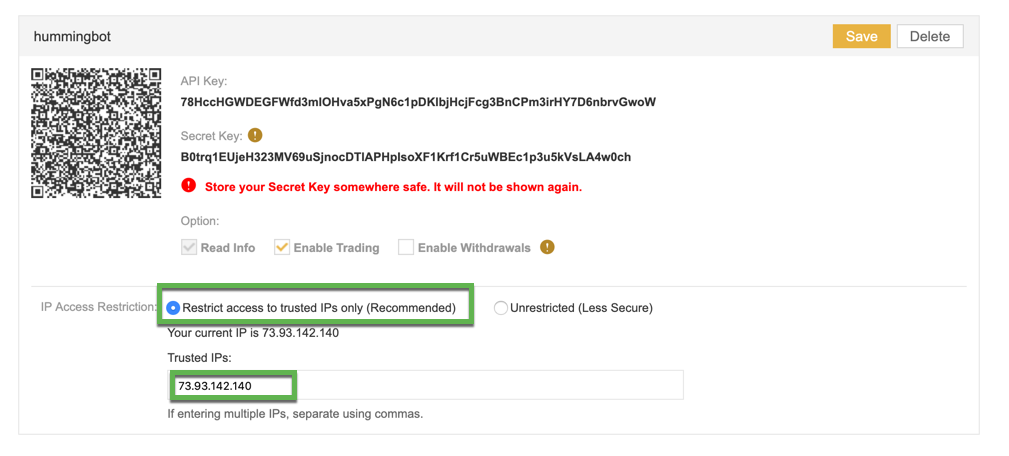 hummingbot
Save
Delete
API Key:
78HccHGWDEGFWfd3mIOHva5xPgN6c1pDKlbjHcjFcg3BnCPm3irHY7D6nbrvGwoW
Secret Key:
B0trq1EUjeH323MV69uSjnocDTIAPHplsoXF1Krf1Cr5uWBEc1p3u5kVsLA4w0ch
Store your Secret Key somewhere safe. It will not be shown again.
Option:
Read Info
Enable Trading
Enable Withdrawals
IP Access Restriction:
Restrict access to trusted IPs only (Recommended)
Unrestricted (Less Secure)
Your current IP is 73.93.142.140
Trusted IPs:
73.93.142.140
If entering multiple IPs, separate using commas.